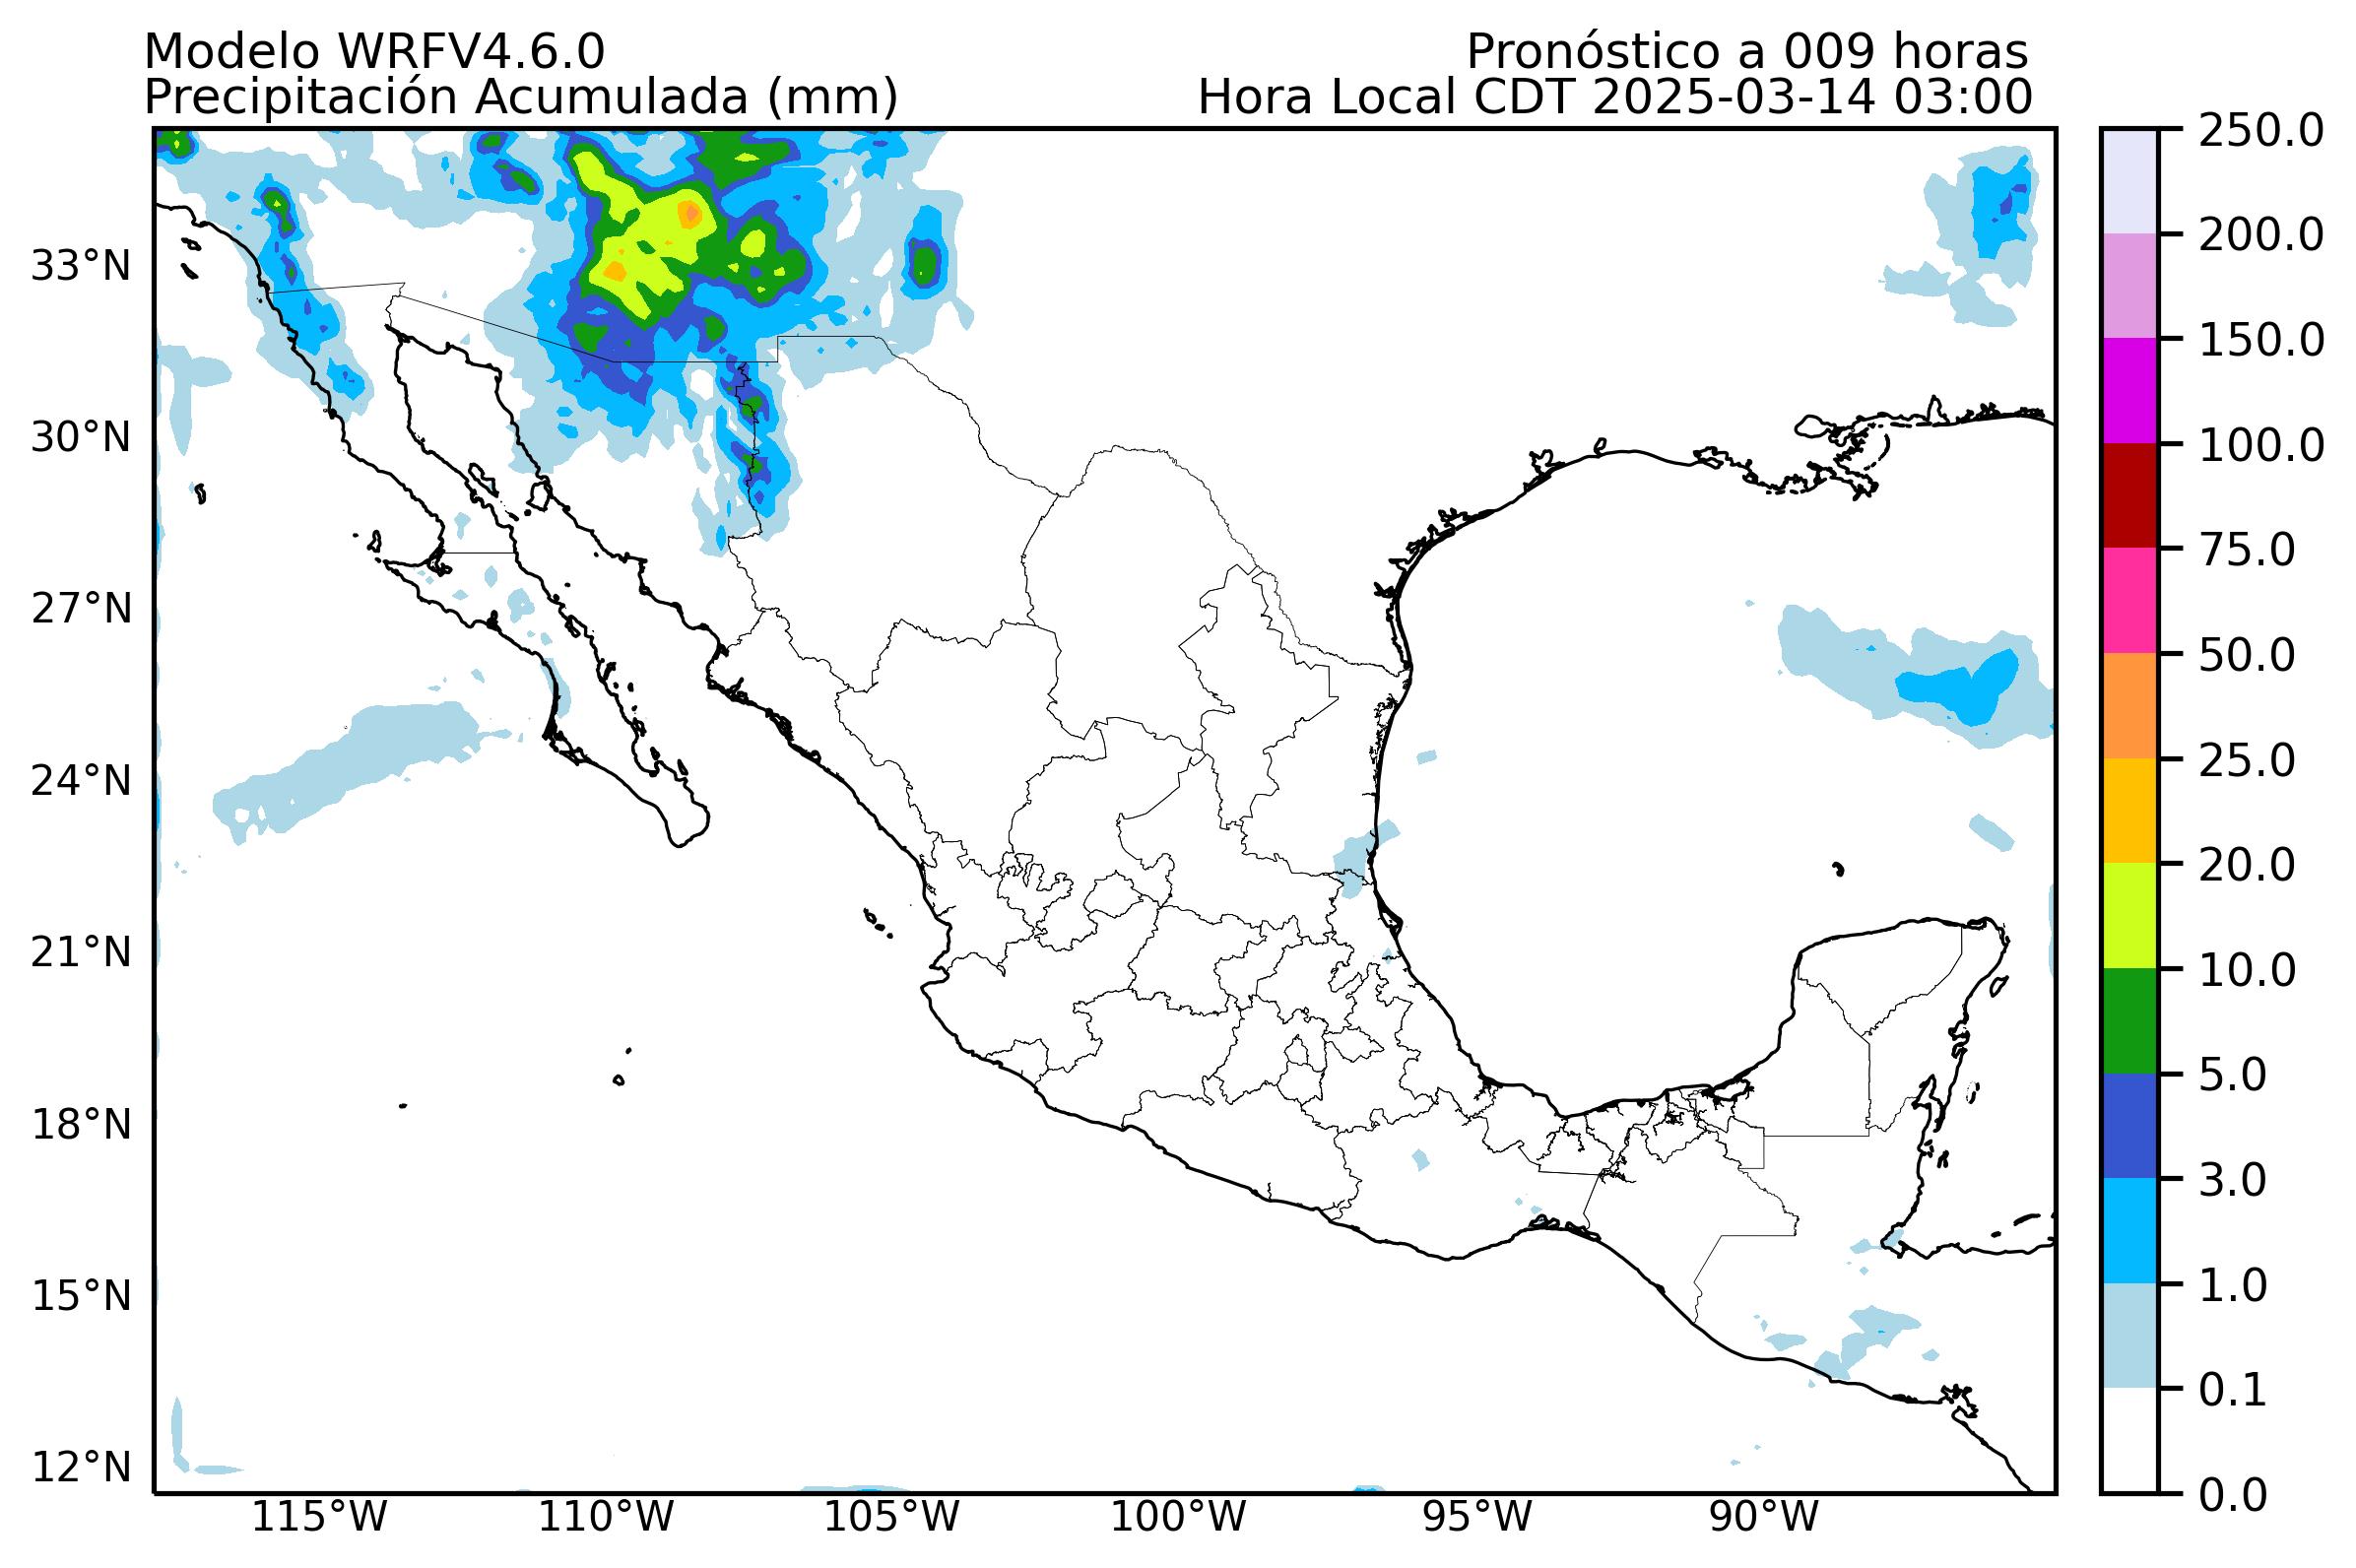 Modelo WRFV4.6.0
Pronóstico a 009 horas
Precipitación Acumulada (mm)
Hora Local CDT 2025-03-14 03:00
33°N
30°N
27°N
24°N
21°N
18°N
15°N
12°N
115°W
110°W
105°W
100°W
95°W
90°W
250.0
200.0
150.0
100.0
75.0
50.0
25.0
20.0
10.0
5.0
3.0
1.0
0.1
0.0